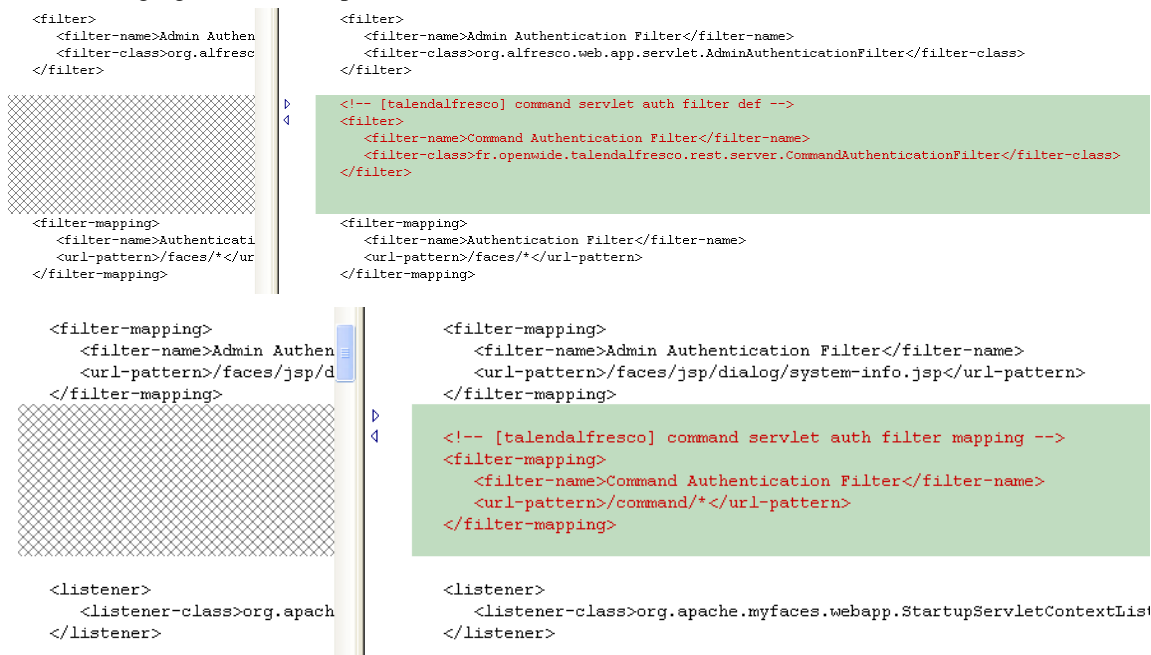 <filter>
<filter-name>Admin Authen
<filter-class>org.alfresc
</filter>
<filter-mapping>
<filter-name>Authenticati
<url-pattern>/faces/*</ur
</filter-mapping>
<filter>
<filter-name>Admin Authentication Filter</filter-name>
<filter-class>org.alfresco.web.app.servlet.AdminAuthenticationFilter</filter-class>
</filter>
<!-- [talendalfresco] command servlet auth filter def -->
<filter>
<filter-name>Command Authentication Filter</filter-name>
<filter-class>fr.openwide.talendalfresco.rest.server.CommandAuthenticationFilter</filter-class>
</filter>
<filter-mapping>
<filter-name>Authentication Filter</filter-name>
<url-pattern>/faces/*</url-pattern>
</filter-mapping>
<filter-mapping>
<filter-name>Admin Authen
<url-pattern>/faces/jsp/d
</filter-mapping>
<listener>
<listener-class>org.apach
</listener>
<filter-mapping>
<filter-name>Admin Authentication Filter</filter-name>
<url-pattern>/faces/jsp/dialog/system-info.jsp</url-pattern>
</filter-mapping>
<!-- [talendalfresco] command servlet auth filter mapping -->
<filter-mapping>
<filter-name>Command Authentication Filter</filter-name>
<url-pattern>/command/*</url-pattern>
</filter-mapping>
<listener>
<listener-class>org.apache.myfaces.webapp.StartupServletContextList
</listener>